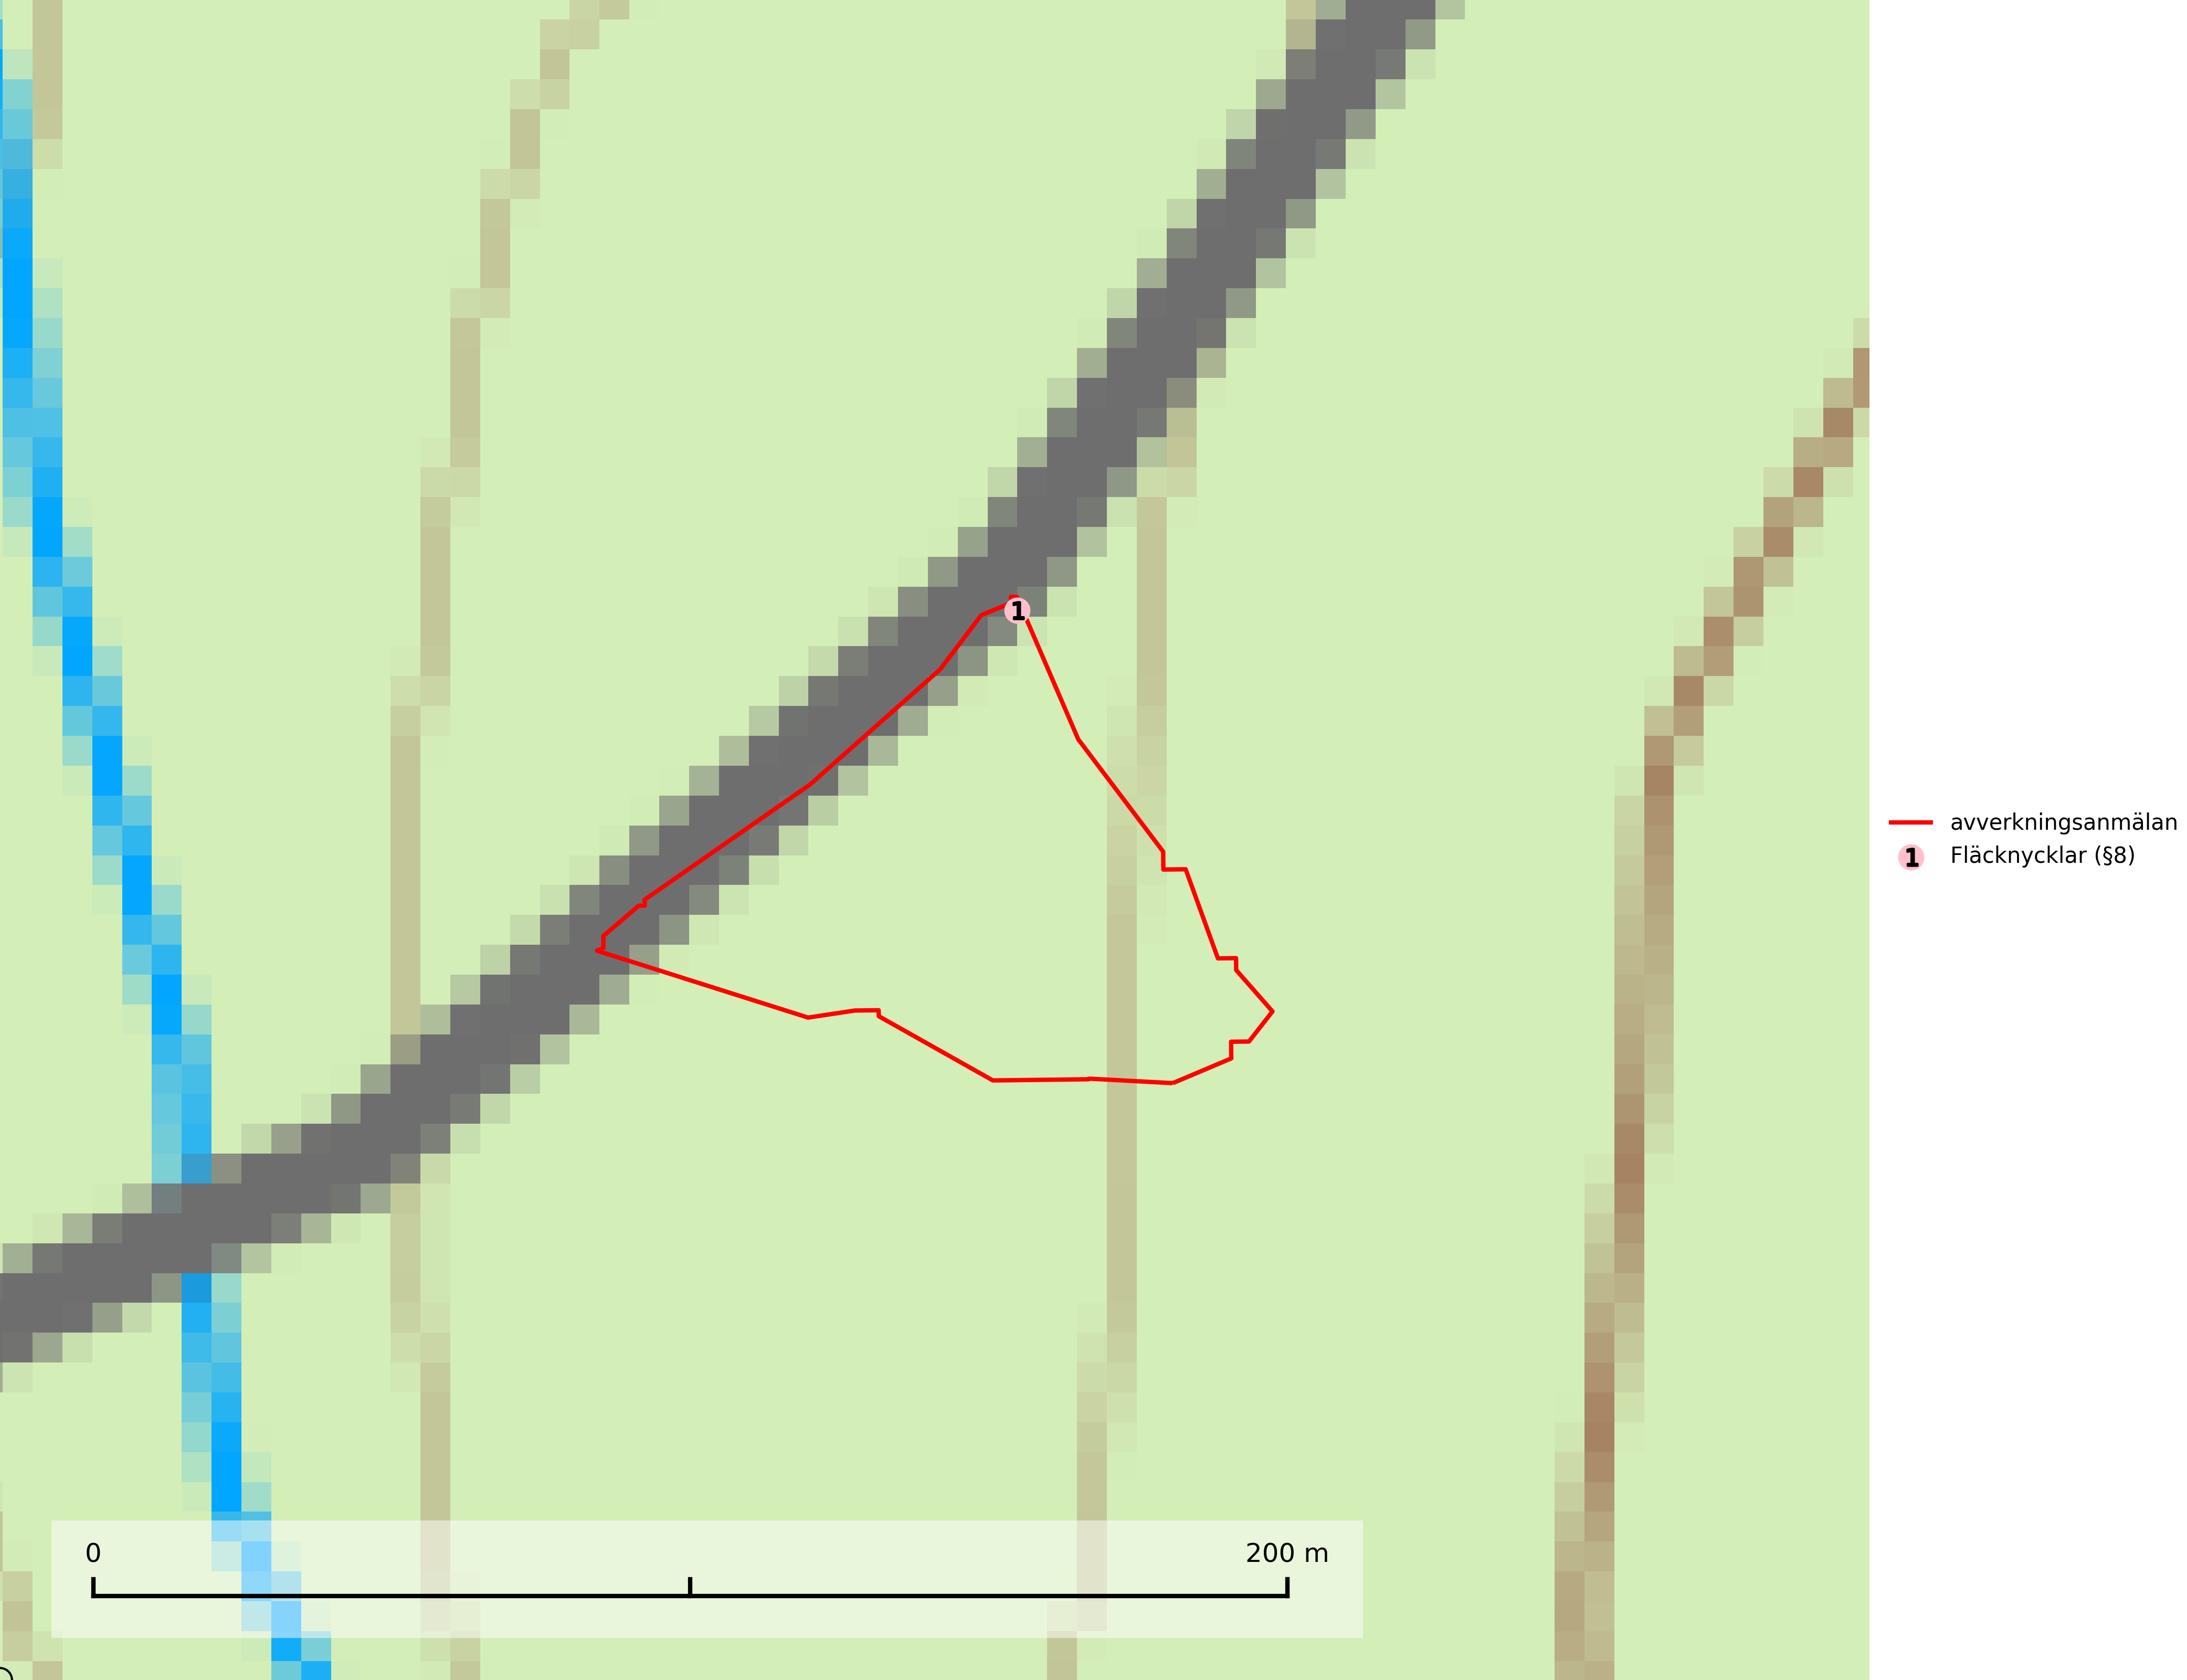 1
avverkningsanmälan
1 Fläcknycklar (§8)
0 200 m